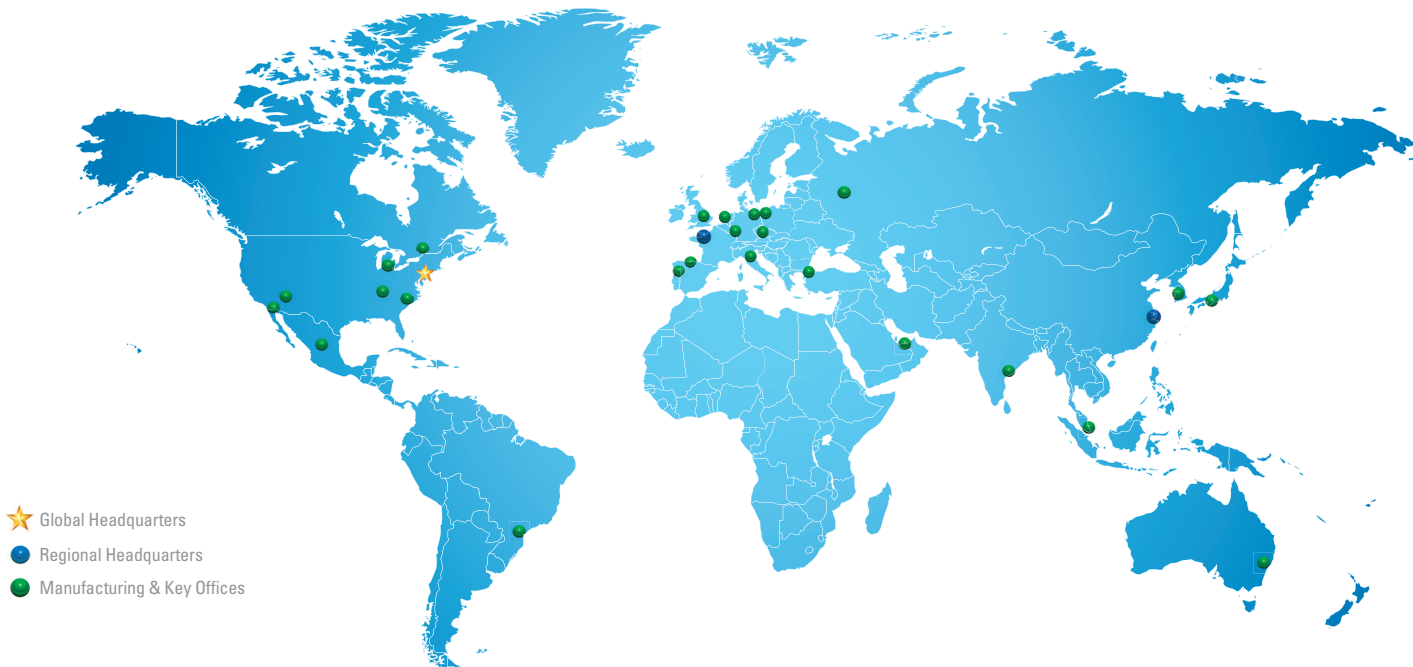 Global Headquarters
Regional Headquarters
Manufacturing & Key Offices